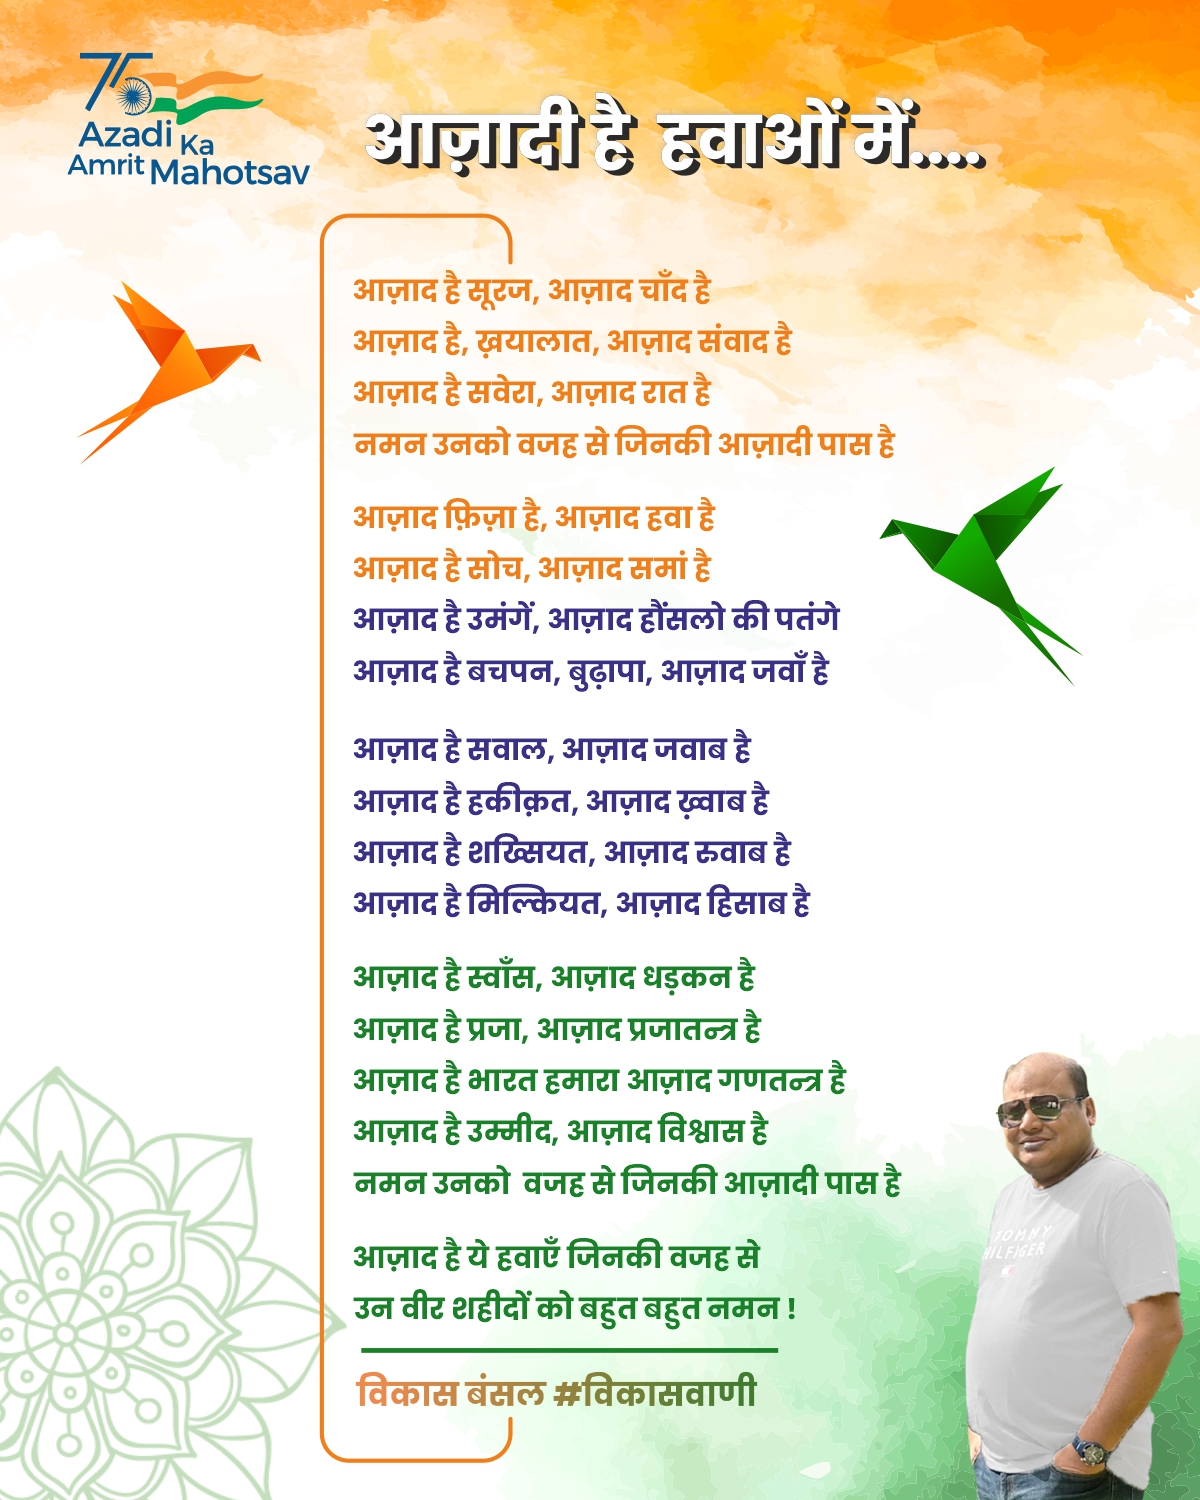 75
Azadi Ka
Amrit Mahotsav
आज़ादी है हवाओं में....
आज़ाद है सूरज, आज़ाद चाँद है
आज़ाद है, ख़यालात, आज़ाद संवाद है
आज़ाद है सवेरा, आज़ाद रात है
नमन उनको वजह से जिनकी आज़ादी पास है
आज़ाद फ़िज़ा है, आज़ाद हवा है
आज़ाद है सोच, आज़ाद समां है
आज़ाद है उमंगें, आज़ाद हौंसलो की पतंगे
आज़ाद है बचपन, बुढ़ापा, आज़ाद जवाँ है
आज़ाद है सवाल, आज़ाद जवाब है
आज़ाद है हकीक़त, आज़ाद ख़्वाब है
आज़ाद है शख्सियत, आज़ाद रुवाब है
आज़ाद है मिल्कियत, आज़ाद हिसाब है
आज़ाद है स्वाँस, आज़ाद धड़कन है
आज़ाद है प्रजा, आज़ाद प्रजातन्त्र है
आज़ाद है भारत हमारा आज़ाद गणतन्त्र है
आज़ाद है उम्मीद, आज़ाद विश्वास है
नमन उनको वजह से जिनकी आज़ादी पास है
आज़ाद है ये हवाएँ जिनकी वजह से
उन वीर शहीदों को बहुत बहुत नमन !
विकास बंसल #विकासवाणी
TOMMY
HILFIGER